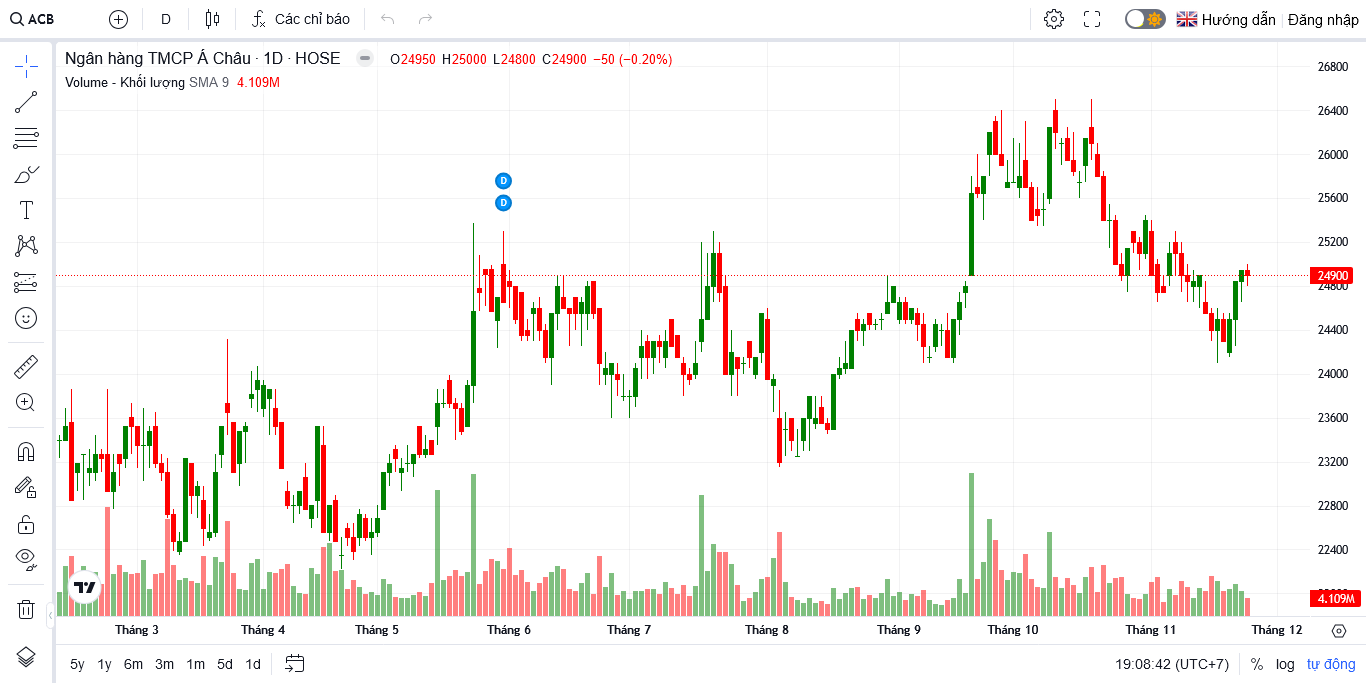 ACB D Các chỉ báo Hướng dẫn Đăng nhập
Ngân hàng TMCP Á Châu · 1D · HOSE O24950 H25000 L24800 C24900 −50 (−0.20%)
Volume - Khối lượng SMA 9 4.109M
26800
26400
26000
D
D
25600
25200
24900
24800
24400
24000
23600
23200
22800
22400
4.109M
Tháng 3 Tháng 4 Tháng 5 Tháng 6 Tháng 7 Tháng 8 Tháng 9 Tháng 10 Tháng 11 Tháng 12
5y 1y 6m 3m 1m 5d 1d 19:08:42 (UTC+7) % log tự động